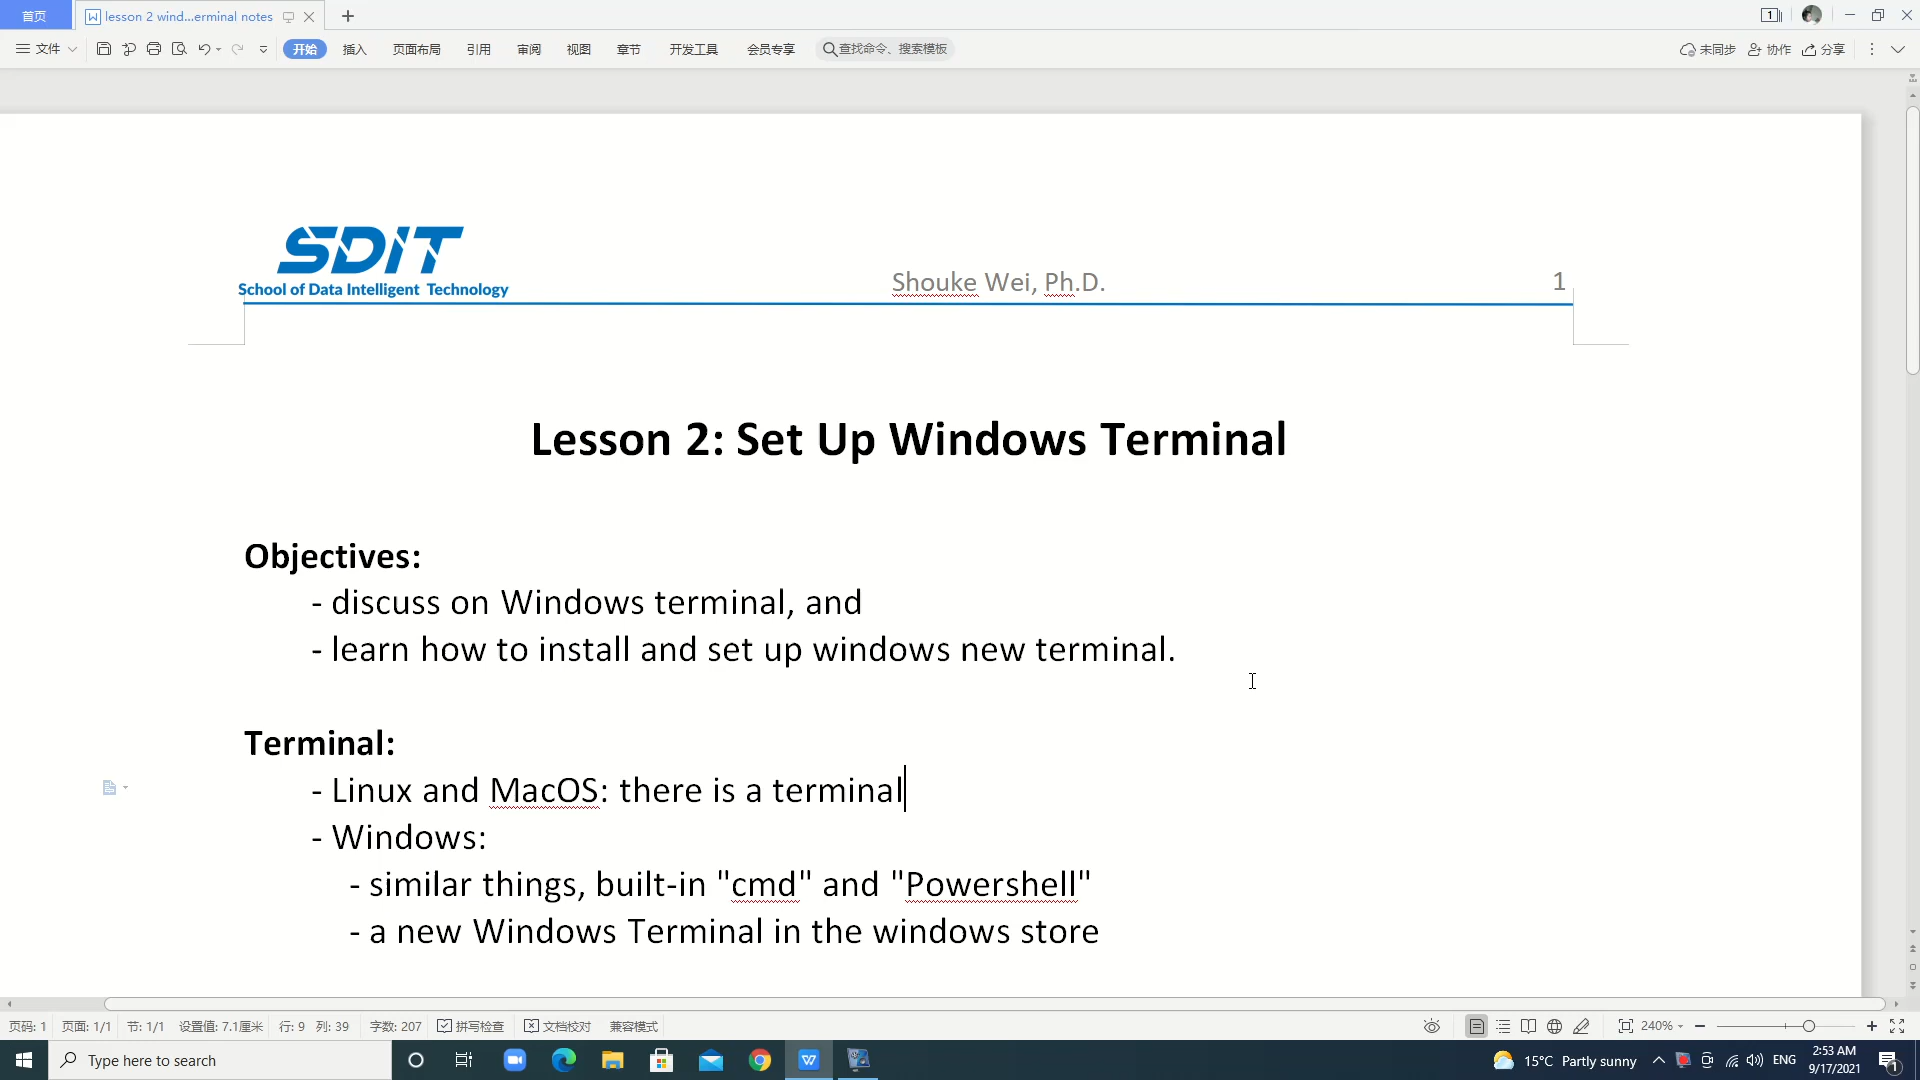 首页
lesson 2 wind...erminal notes
1
文件
开始
插入
页面布局
引用
审阅
视图
章节
开发工具
会员专享
查找命令、搜索模板
未同步
协作
分享
SDIT
School of Data Intelligent Technology
Shouke Wei, Ph.D.
1
Lesson 2: Set Up Windows Terminal
Objectives:
- discuss on Windows terminal, and
- learn how to install and set up windows new terminal.
Terminal:
- Linux and MacOS: there is a terminal
- Windows:
- similar things, built-in "cmd" and "Powershell"
- a new Windows Terminal in the windows store
页码: 1
页面: 1/1
节: 1/1
设置值: 7.1厘米
行: 9
列: 39
字数: 207
拼写检查
文档校对
兼容模式
240%
Type here to search
15°C Partly sunny
ENG
2:53 AM
9/17/2021
1